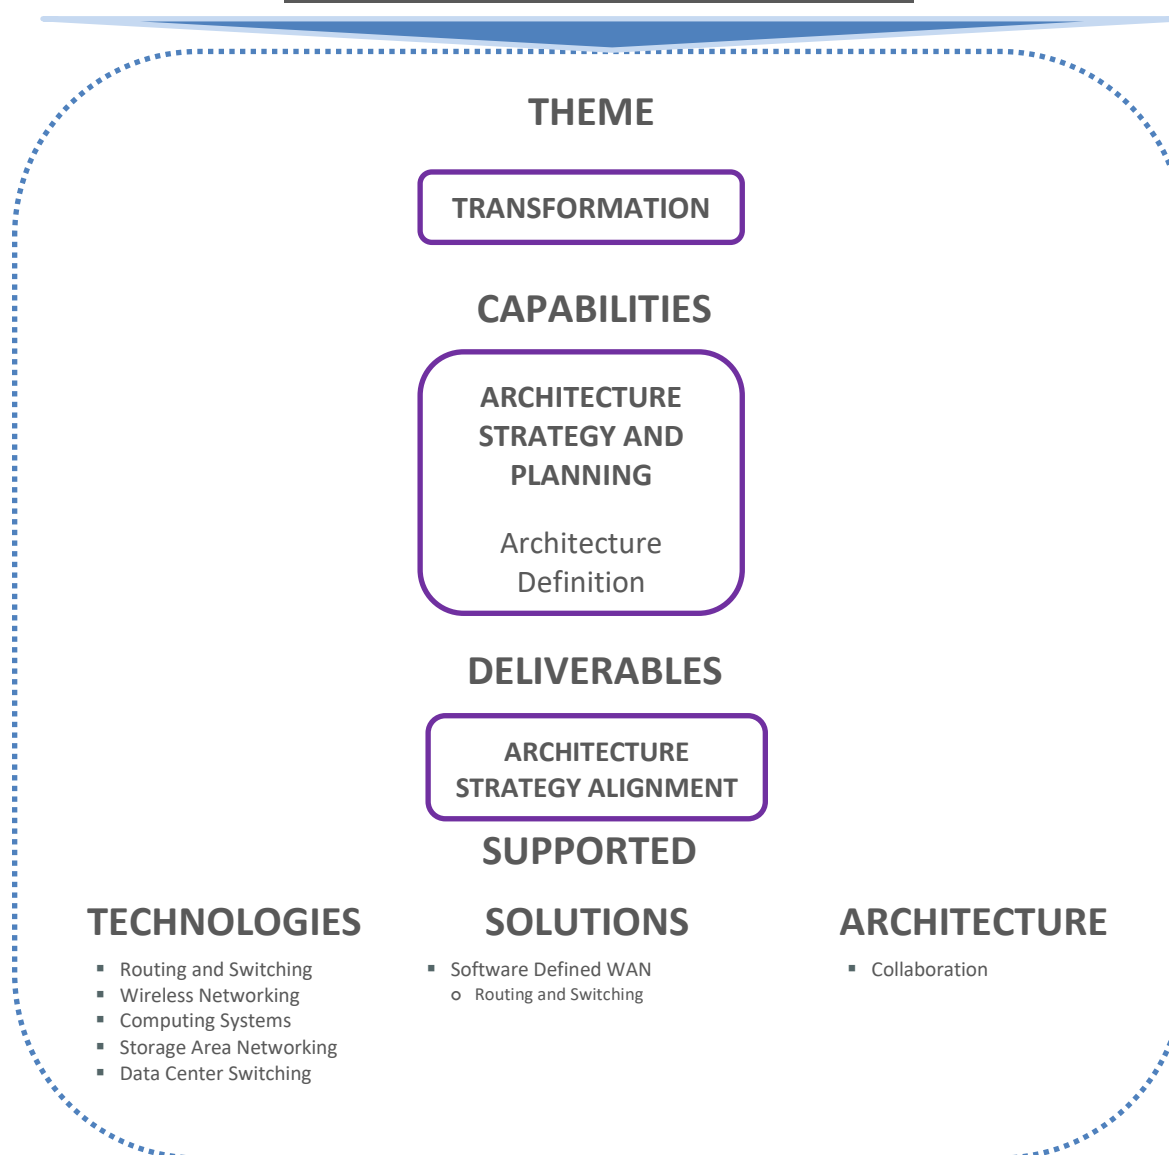 THEME
TRANSFORMATION
CAPABILITIES
ARCHITECTURE
STRATEGY AND
PLANNING
Architecture
Definition
DELIVERABLES
ARCHITECTURE
STRATEGY ALIGNMENT
SUPPORTED
TECHNOLOGIES
▪ Routing and Switching
▪ Wireless Networking
▪ Computing Systems
▪ Storage Area Networking
▪ Data Center Switching
SOLUTIONS
▪ Software Defined WAN
o Routing and Switching
ARCHITECTURE
▪ Collaboration